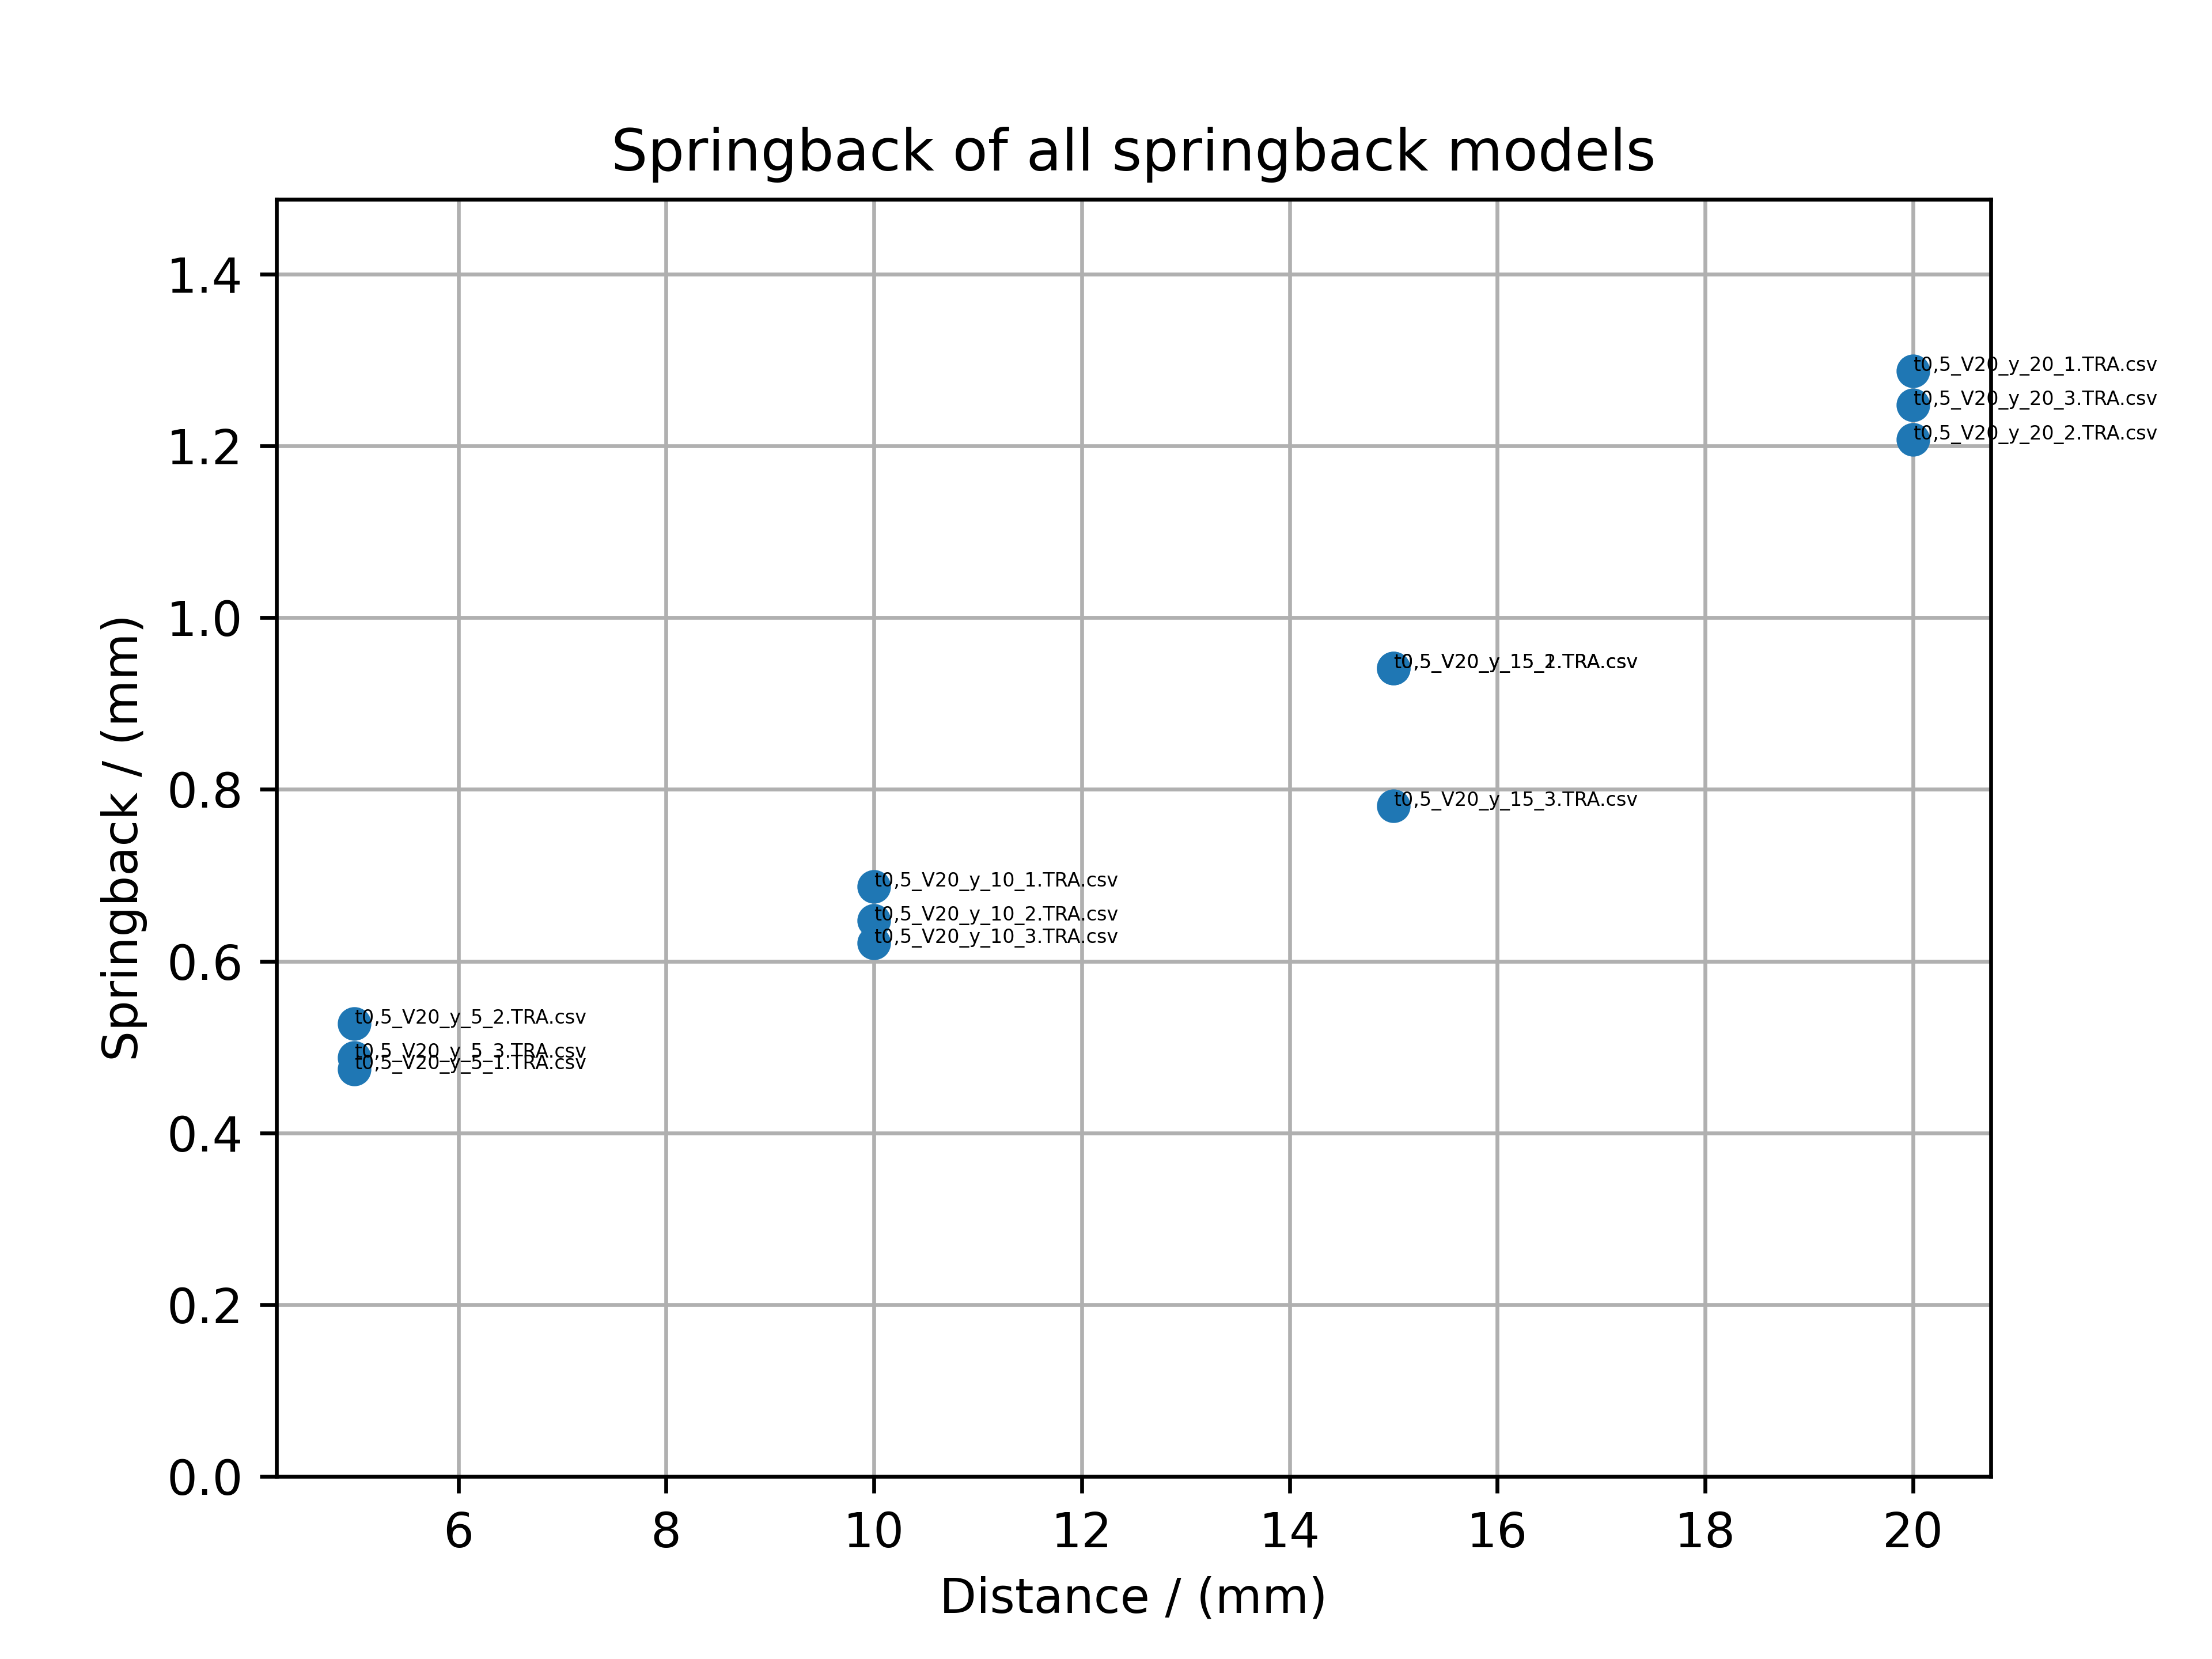 Springback of all springback models
1.4
1.2
1.0
0.8
0.6
0.4
0.2
0.0
Springback / (mm)
t0,5_V20_y_20_1.TRA.csv
t0,5_V20_y_20_3.TRA.csv
t0,5_V20_y_20_2.TRA.csv
t0,5_V20_y_15_2.TRA.csv
t0,5_V20_y_15_3.TRA.csv
t0,5_V20_y_10_1.TRA.csv
t0,5_V20_y_10_2.TRA.csv
t0,5_V20_y_10_3.TRA.csv
t0,5_V20_y_5_2.TRA.csv
t0,5_V20_y_5_3.TRA.csv
t0,5_V20_y_5_1.TRA.csv
6 8 10 12 14 16 18 20
Distance / (mm)